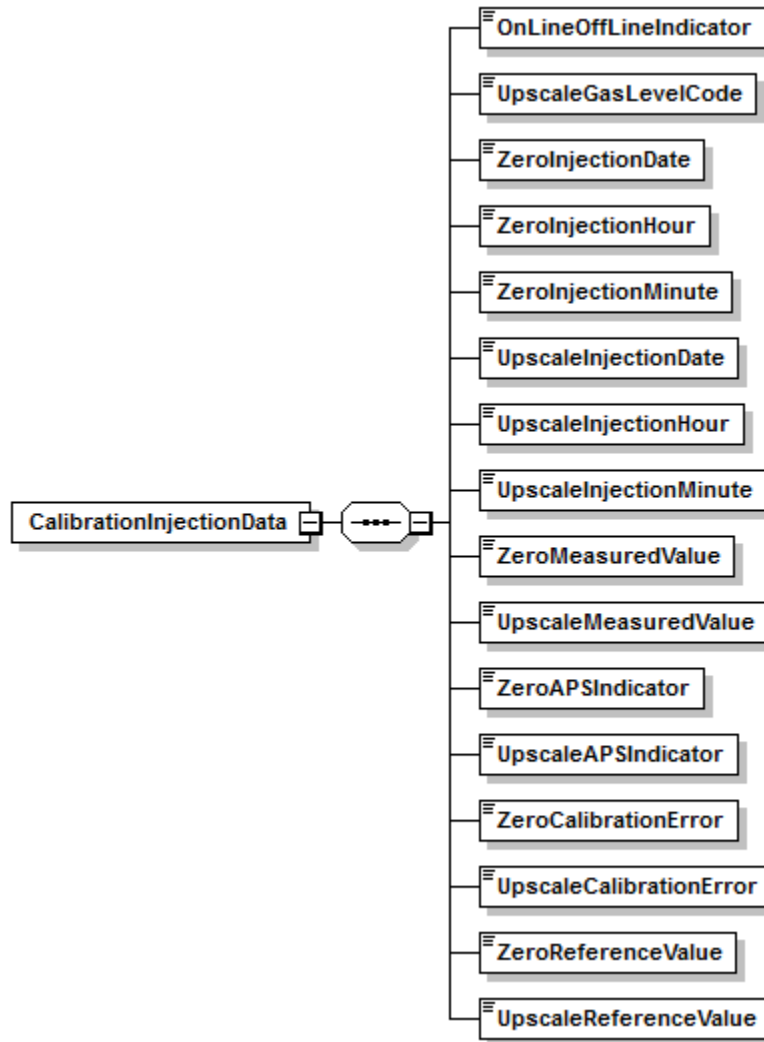 OnLineOffLineIndicator
UpscaleGasLevelCode
ZeroInjectionDate
ZeroInjectionHour
ZeroInjectionMinute
UpscaleInjectionDate
UpscaleInjectionHour
CalibrationInjectionData
UpscaleInjectionMinute
ZeroMeasuredValue
UpscaleMeasuredValue
ZeroAPSIndicator
UpscaleAPSIndicator
ZeroCalibrationError
UpscaleCalibrationError
ZeroReferenceValue
UpscaleReferenceValue